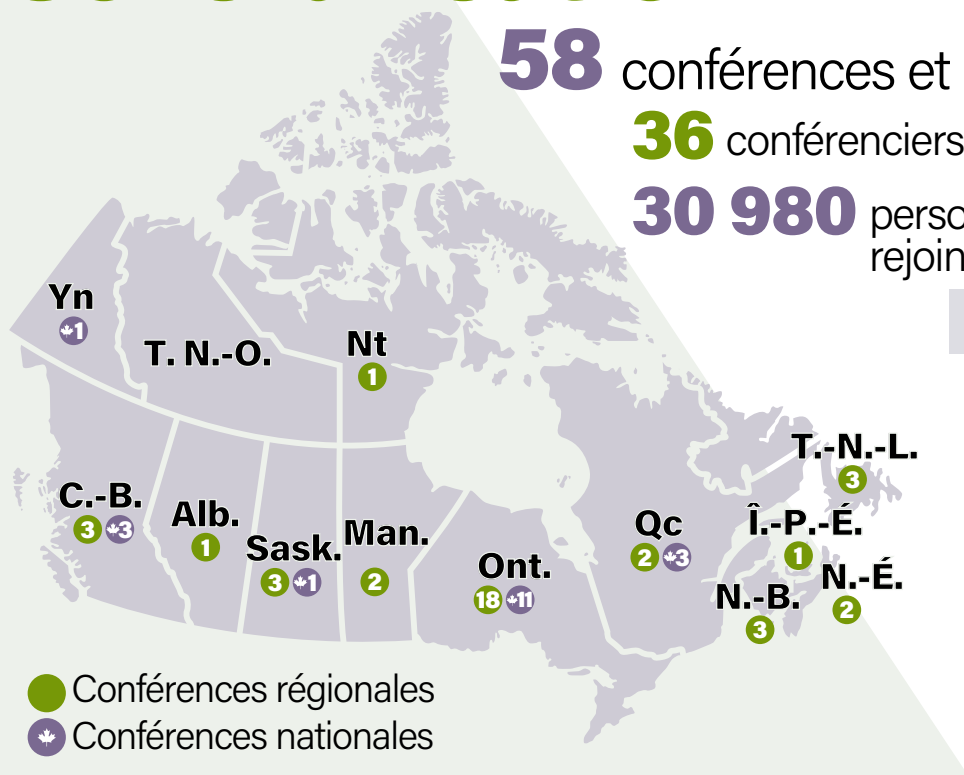 58 conférences et
36 conférenciers
30 980
Yn
1
T. N.-O.
Nt
1
C.-B.
3 3
Alb.
1
Sask.
3 1
Man.
2
Ont.
18 11
Qc
2 3
T.-N.-L.
3
Î.-P.-É.
1
N.-É.
2
N.-B.
3
Conférences régionales
Conférences nationales